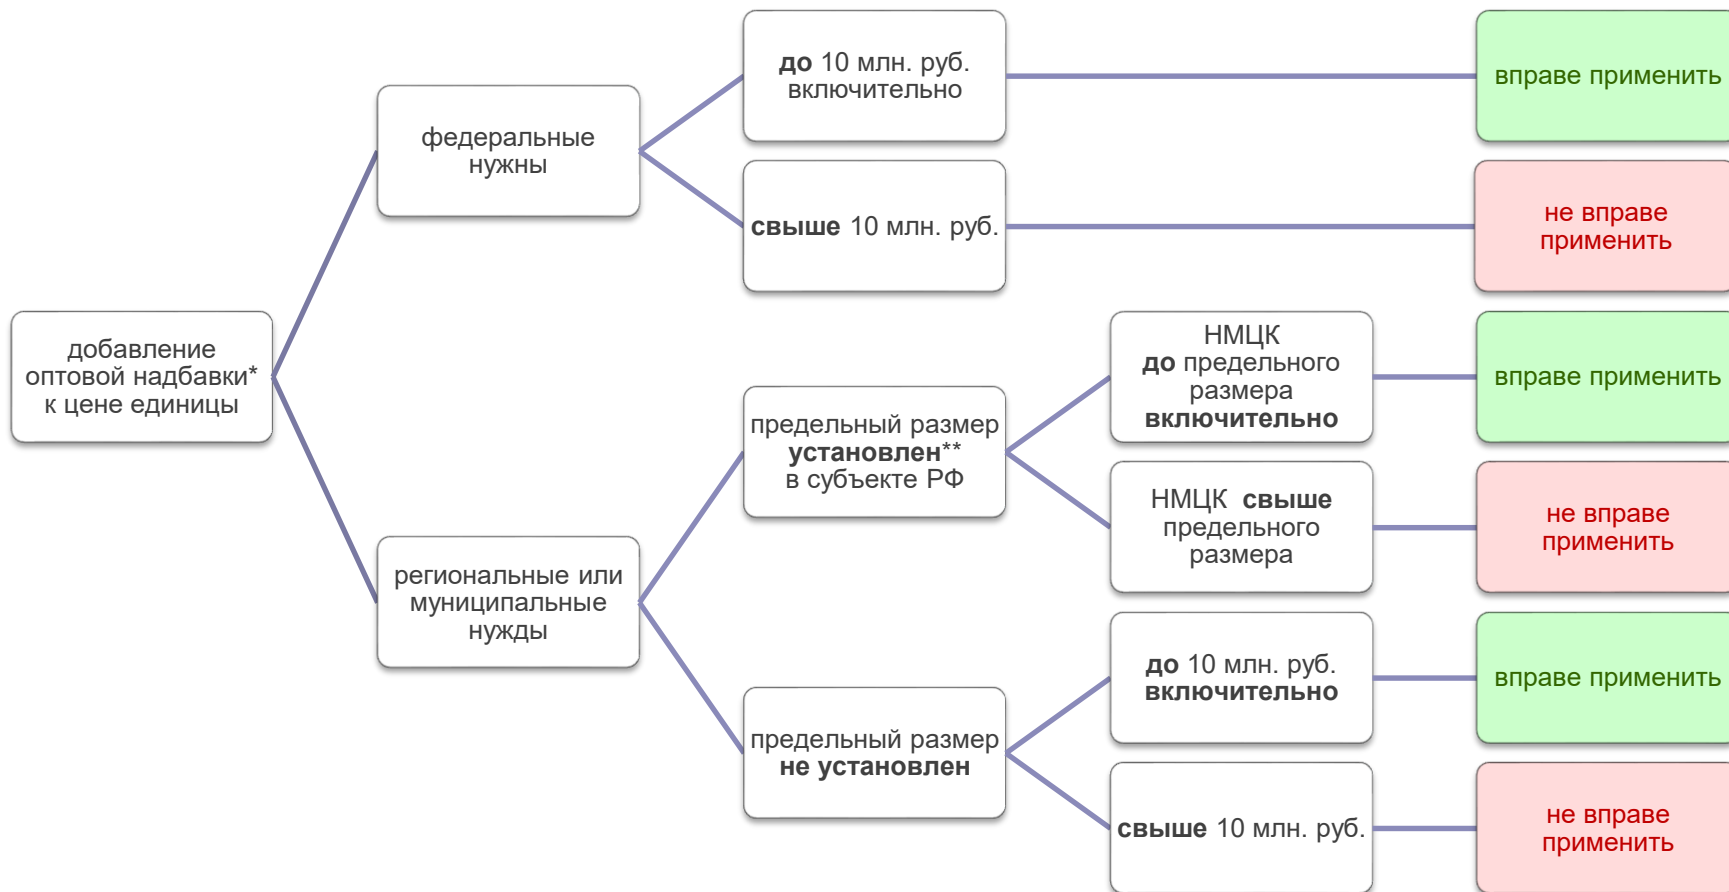 добавление
оптовой надбавки*
к цене единицы
федеральные
нужны
до 10 млн. руб.
включительно
вправе применить
свыше 10 млн. руб.
не вправе
применить
региональные или
муниципальные
нужды
предельный размер
установлен**
в субъекте РФ
НМЦК
до предельного
размера
включительно
вправе применить
НМЦК свыше
предельного
размера
не вправе
применить
предельный размер
не установлен
до 10 млн. руб.
включительно
вправе применить
свыше 10 млн. руб.
не вправе
применить